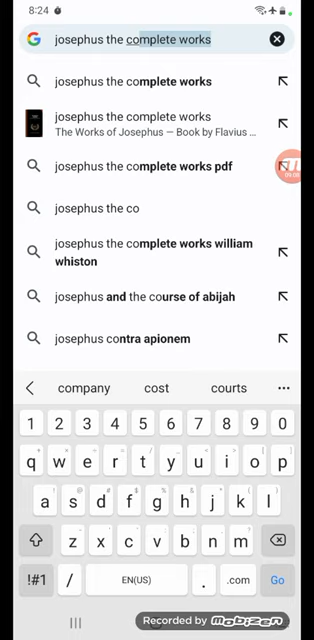 8:24
josephus the complete works
josephus the complete works
josephus the complete works
The Works of Josephus — Book by Flavius ...
josephus the complete works pdf
josephus the co
josephus the complete works william
whiston
josephus and the course of abijah
josephus contra apionem
company cost courts
1 2 3 4 5 6 7 8 9 0
q w e r t y u i o p
a s d f g h j k l
z x c v b n m
!#1 / EN(US) . .com Go
Recorded by Mobizen